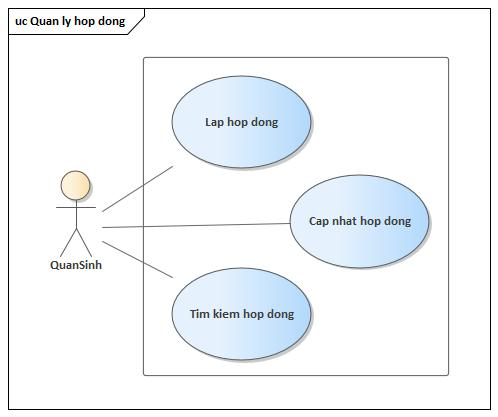 uc Quan ly hop dong
Lap hop dong
Cap nhat hop dong
QuanSinh
Tim kiem hop dong